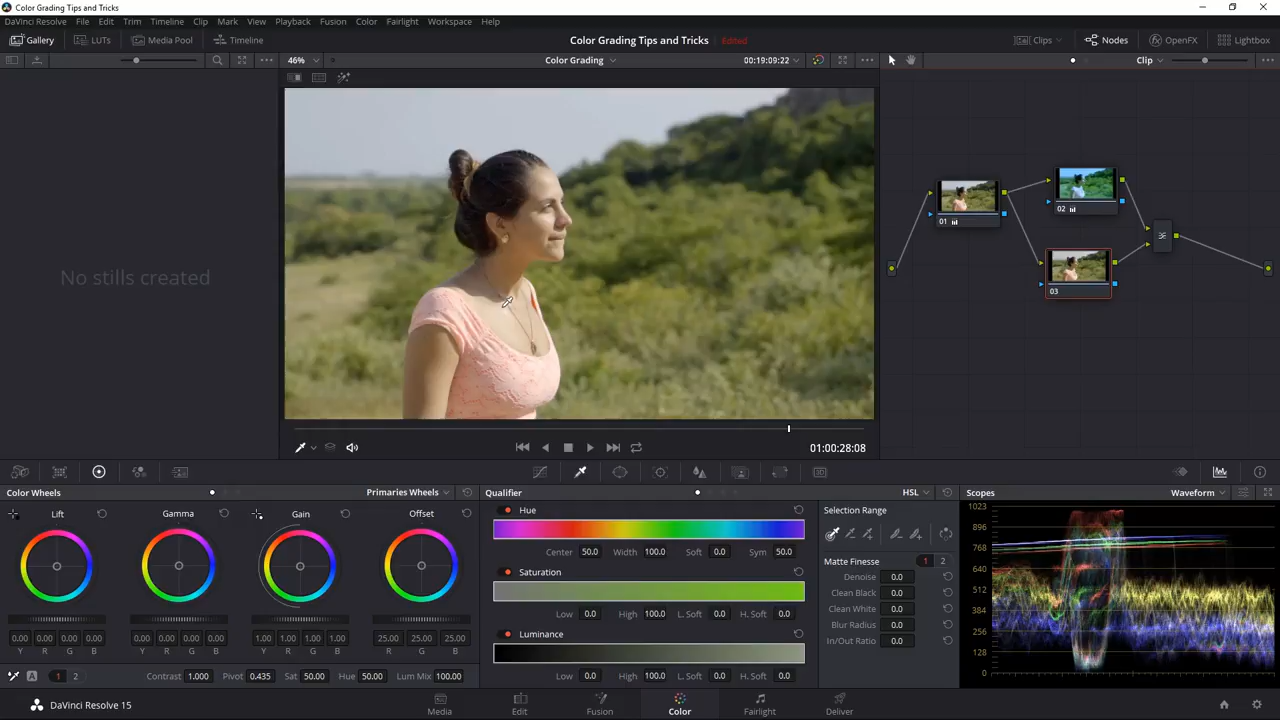 Color Grading Tips and Tricks
DaVinci Resolve File Edit Trim Timeline Clip Mark View Playback Fusion Color Fairlight Workspace Help
Gallery LUTs Media Pool Timeline Color Grading Tips and Tricks Edited Clips Nodes OpenFX Lightbox
46% Color Grading 00:19:09:22 Clip
No stills created
01
02
03
01:00:28:08
Color Wheels Primaries Wheels Qualifier HSL Scopes Waveform
Lift Gamma Gain Offset
0.00 0.00 0.00 0.00 0.00 0.00 0.00 0.00 1.00 1.00 1.00 1.00 25.00 25.00 25.00
Y R G B Y R G B Y R G B R G B
A 1 2 Contrast 1.000 Pivot 0.435 Sat 50.00 Hue 50.00 Lum Mix 100.00
Hue
Center 50.0 Width 100.0 Soft 0.0 Sym 50.0
Saturation
Low 0.0 High 100.0 L. Soft 0.0 H. Soft 0.0
Luminance
Low 0.0 High 100.0 L. Soft 0.0 H. Soft 0.0
Selection Range
Matte Finesse 1 2
Denoise 0.0
Clean Black 0.0
Clean White 0.0
Blur Radius 0.0
In/Out Ratio 0.0
1023
896
768
640
512
384
256
128
0
DaVinci Resolve 15 Media Edit Fusion Color Fairlight Deliver